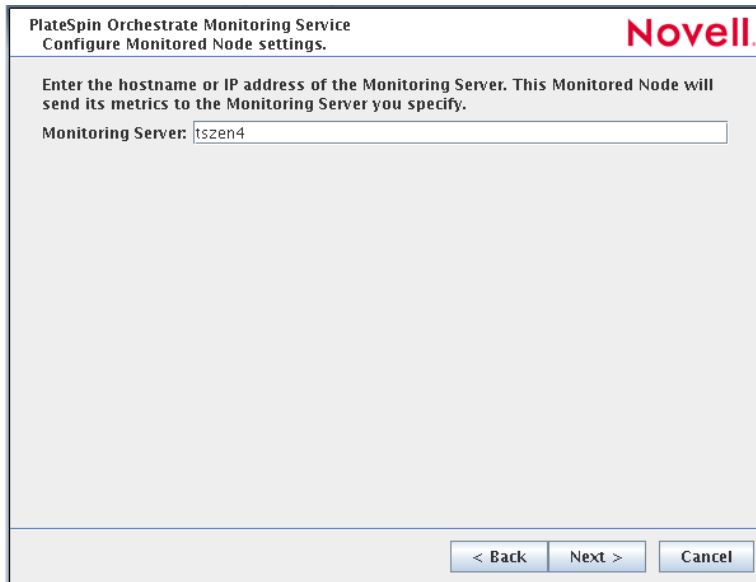 PlateSpin Orchestrate Monitoring Service
Configure Monitored Node settings.
Novell.
Enter the hostname or IP address of the Monitoring Server. This Monitored Node will
send its metrics to the Monitoring Server you specify.
Monitoring Server: tszen4
< Back Next > Cancel